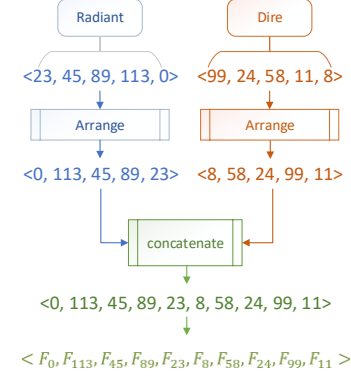 Radiant Dire
<23, 45, 89, 113, 0> <99, 24, 58, 11, 8>
Arrange Arrange
<0, 113, 45, 89, 23> <8, 58, 24, 99, 11>
concatenate
<0, 113, 45, 89, 23, 8, 58, 24, 99, 11>
< F₀, F₁₁₃, F₄₅, F₈₉, F₂₃, F₈, F₅₈, F₂₄, F₉₉, F₁₁ >